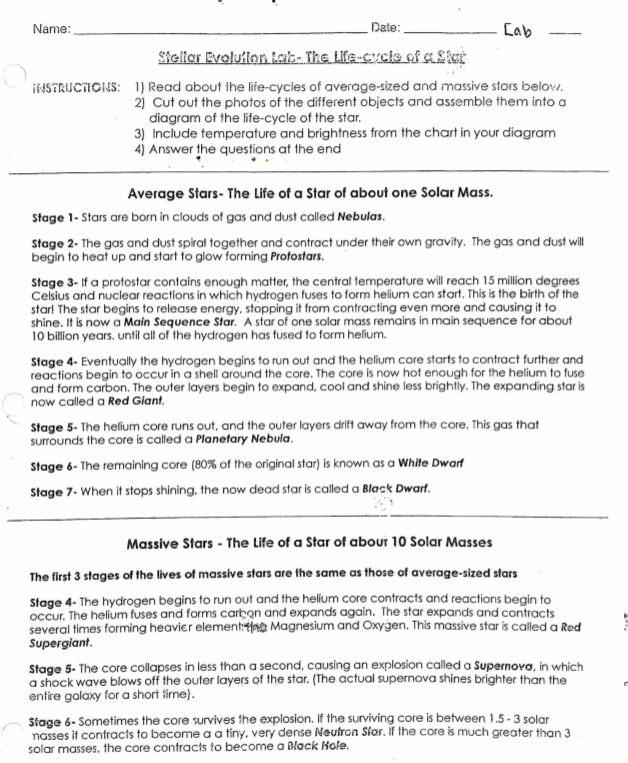 Name: Date: Lab
Stellar Evolution Lab- The Life-cycle of a Star
INSTRUCTIONS: 1) Read about the life-cycles of average-sized and massive stars below.
2) Cut out the photos of the different objects and assemble them into a
diagram of the life-cycle of the star.
3) Include temperature and brightness from the chart in your diagram
4) Answer the questions at the end
Average Stars- The Life of a Star of about one Solar Mass.
Stage 1- Stars are born in clouds of gas and dust called Nebulas.
Stage 2- The gas and dust spiral together and contract under their own gravity. The gas and dust will
begin to heat up and start to glow forming Protostars.
Stage 3- If a protostar contains enough matter, the central temperature will reach 15 million degrees
Celsius and nuclear reactions in which hydrogen fuses to form helium can start. This is the birth of the
star! The star begins to release energy, stopping it from contracting even more and causing it to
shine. It is now a Main Sequence Star. A star of one solar mass remains in main sequence for about
10 billion years, until all of the hydrogen has fused to form helium.
Stage 4- Eventually the hydrogen begins to run out and the helium core starts to contract further and
reactions begin to occur in a shell around the core. The core is now hot enough for the helium to fuse
and form carbon. The outer layers begin to expand, cool and shine less brightly. The expanding star is
now called a Red Giant.
Stage 5- The helium core runs out, and the outer layers drift away from the core. This gas that
surrounds the core is called a Planetary Nebula.
Stage 6- The remaining core (80% of the original star) is known as a White Dwarf
Stage 7- When it stops shining, the now dead star is called a Black Dwarf.
Massive Stars - The Life of a Star of about 10 Solar Masses
The first 3 stages of the lives of massive stars are the same as those of average-sized stars
Stage 4- The hydrogen begins to run out and the helium core contracts and reactions begin to
occur. The helium fuses and forms carbon and expands again. The star expands and contracts
several times forming heavier element Magnesium and Oxygen. This massive star is called a Red
Supergiant.
Stage 5- The core collapses in less than a second, causing an explosion called a Supernova, in which
a shock wave blows off the outer layers of the star. (The actual supernova shines brighter than the
entire galaxy for a short time).
Stage 6- Sometimes the core survives the explosion. If the surviving core is between 1.5 - 3 solar
masses it contracts to become a a tiny, very dense Neutron Star. If the core is much greater than 3
solar masses, the core contracts to become a Black Hole.